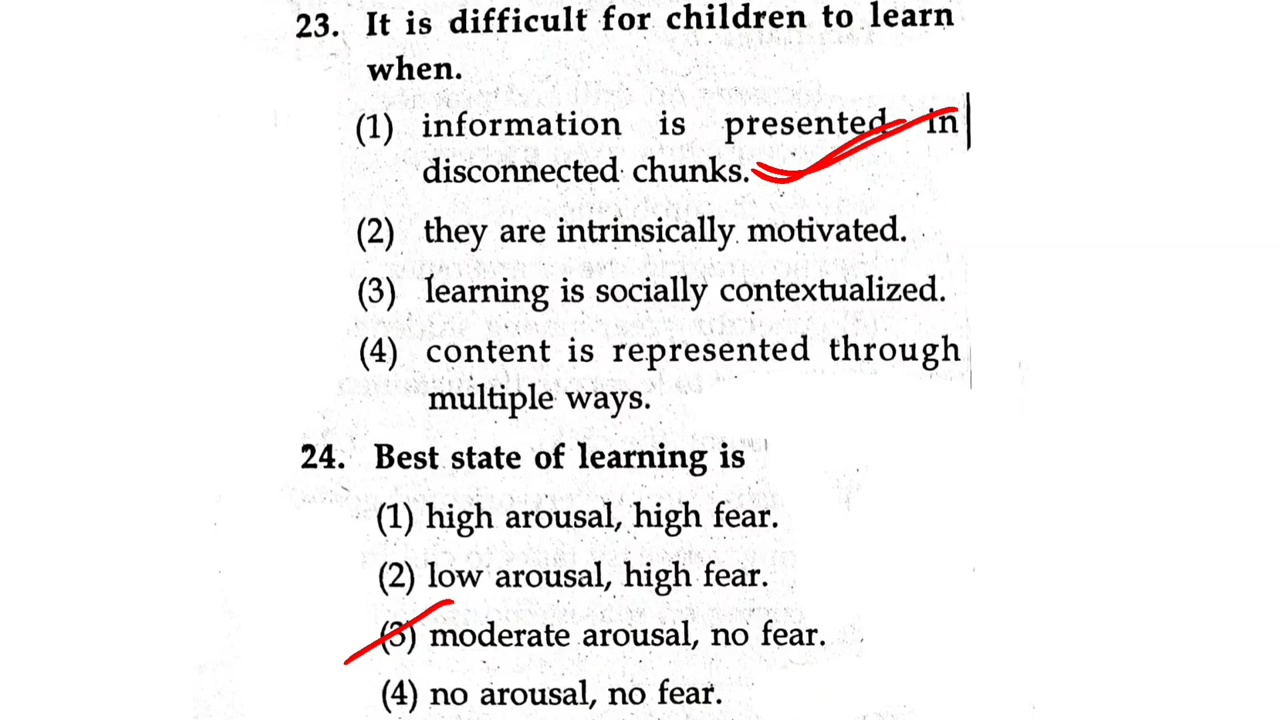 23. It is difficult for children to learn
when.
(1) information is presented in
disconnected chunks.
(2) they are intrinsically motivated.
(3) learning is socially contextualized.
(4) content is represented through
multiple ways.
24. Best state of learning is
(1) high arousal, high fear.
(2) low arousal, high fear.
(3) moderate arousal, no fear.
(4) no arousal, no fear.